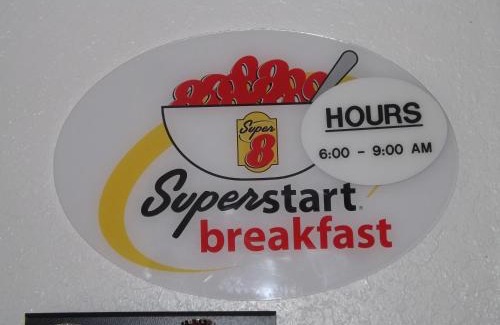 Super
8
HOURS
6:00 - 9:00 AM
Superstart®
breakfast